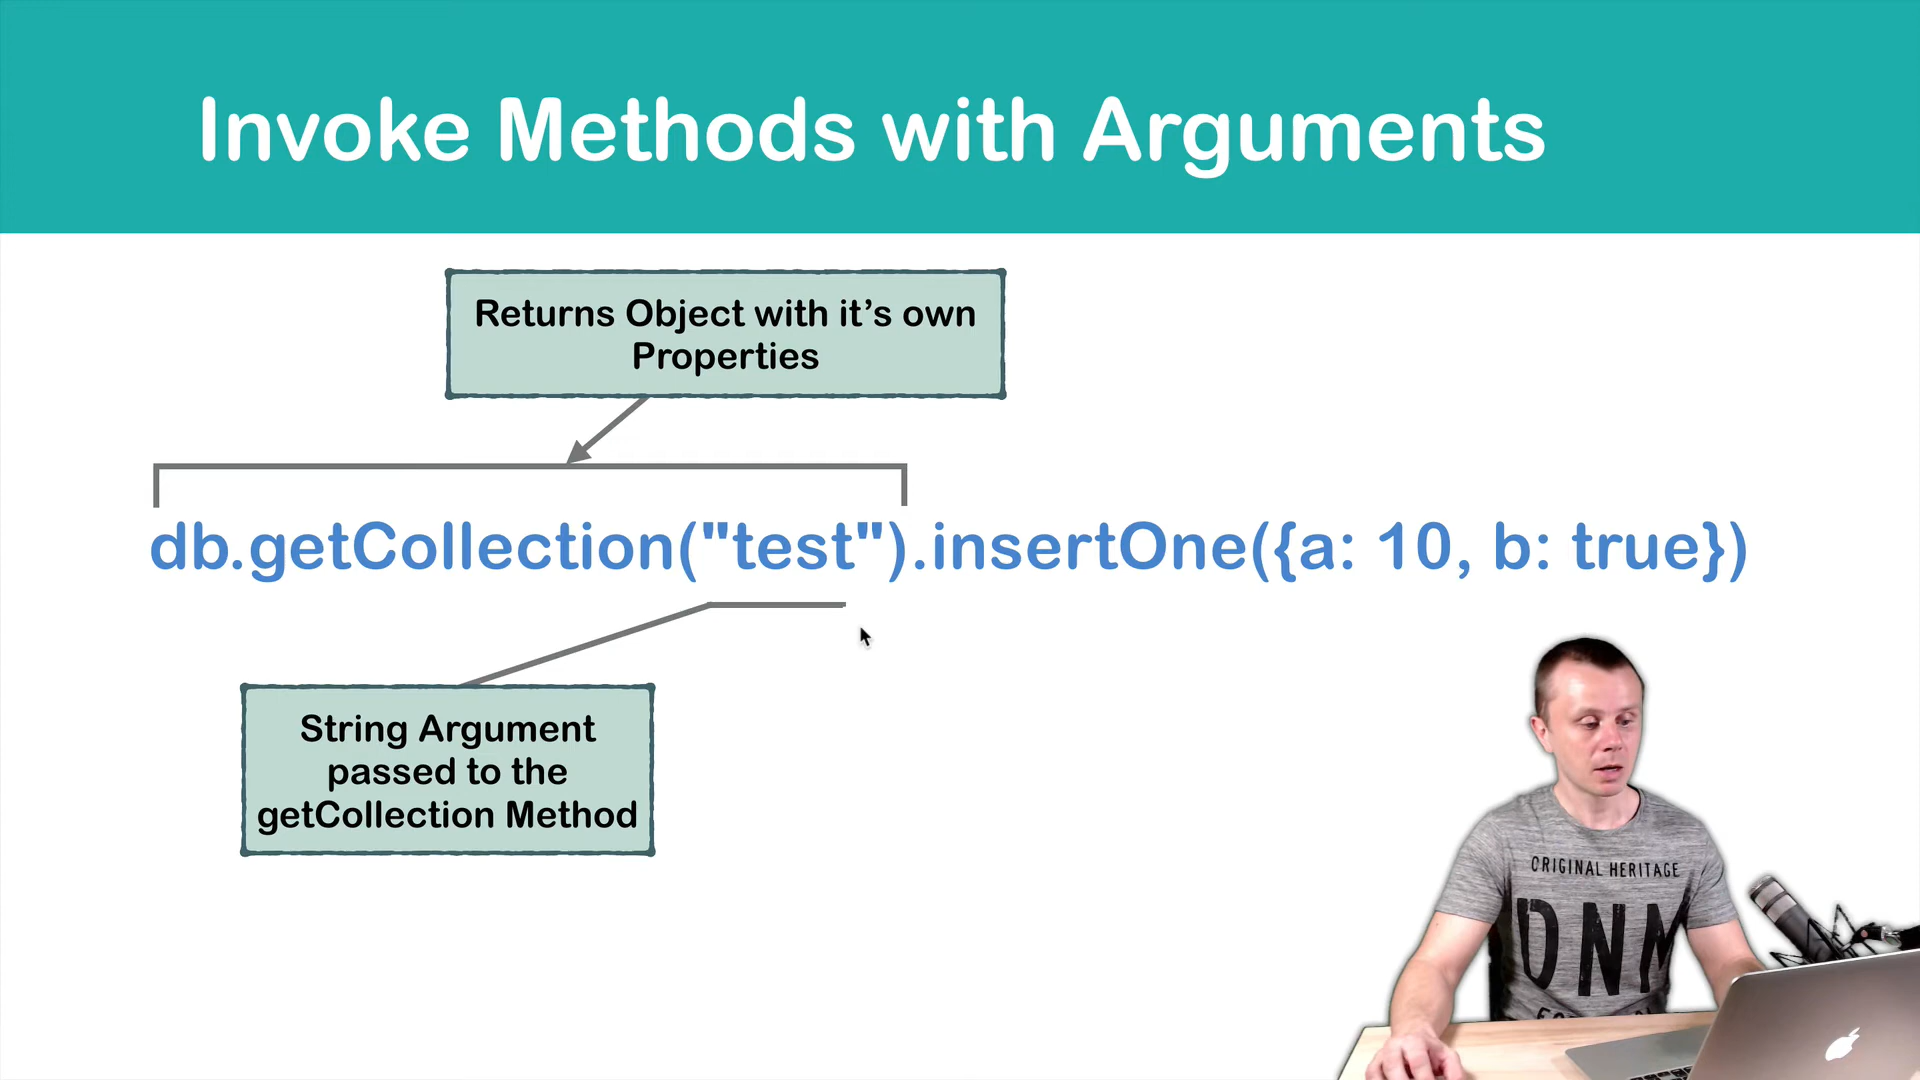 Invoke Methods with Arguments
Returns Object with it’s own
Properties
db.getCollection("test").insertOne({a: 10, b: true})
String Argument
passed to the
getCollection Method
ORIGINAL HERITAGE
DNM